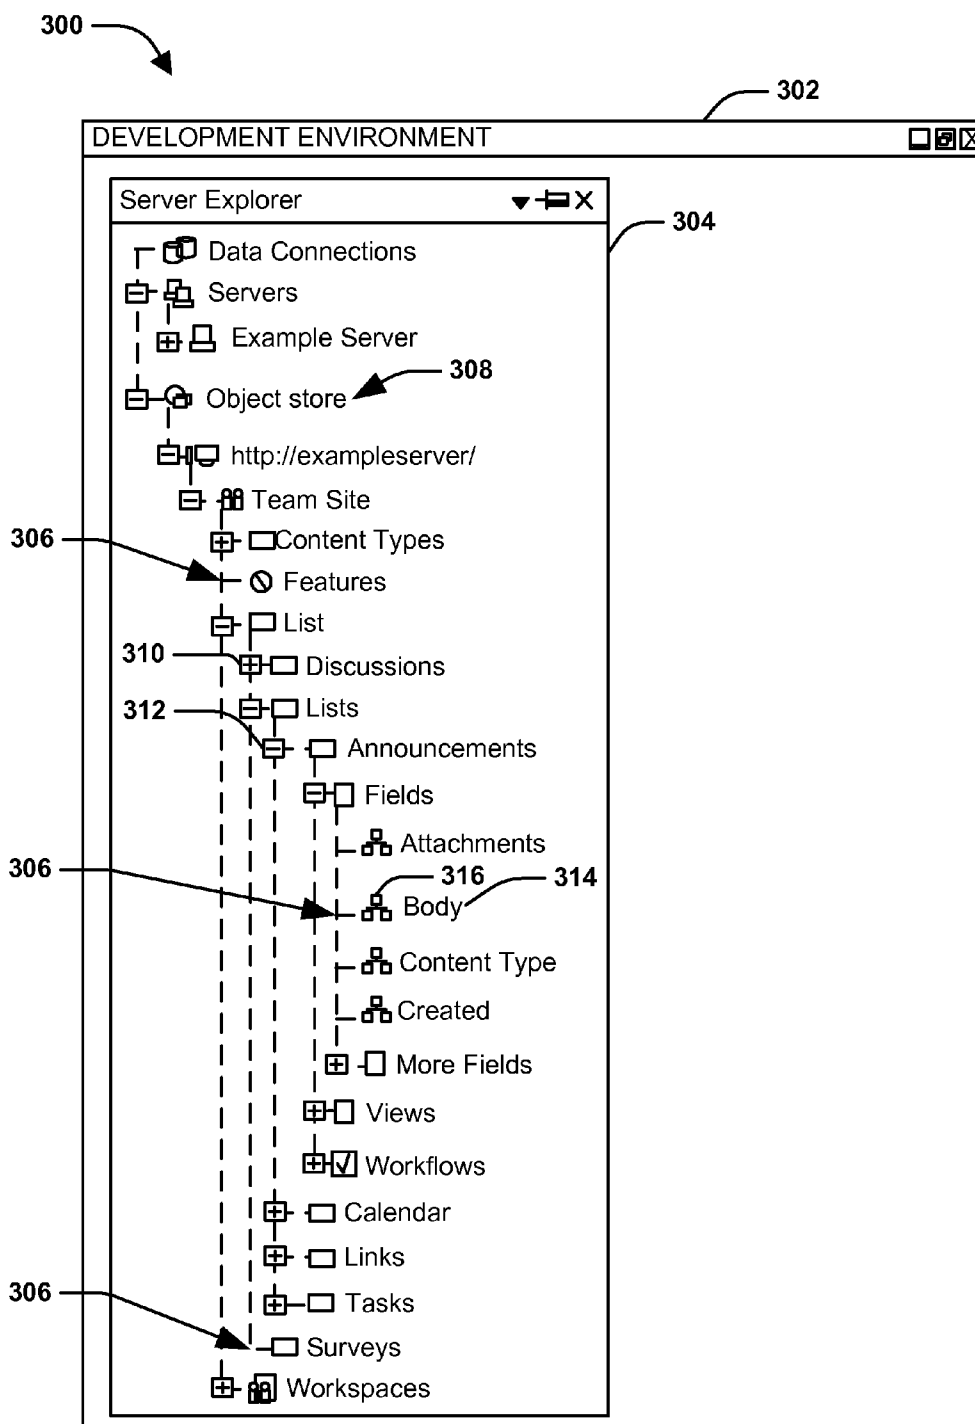 300
302
DEVELOPMENT ENVIRONMENT
Server Explorer
304
Data Connections
Servers
Example Server
308
Object store
http://exampleserver/
Team Site
306
Content Types
Features
List
310
Discussions
312
Lists
Announcements
Fields
Attachments
306
316
314
Body
Content Type
Created
More Fields
Views
Workflows
Calendar
Links
306
Tasks
Surveys
Workspaces